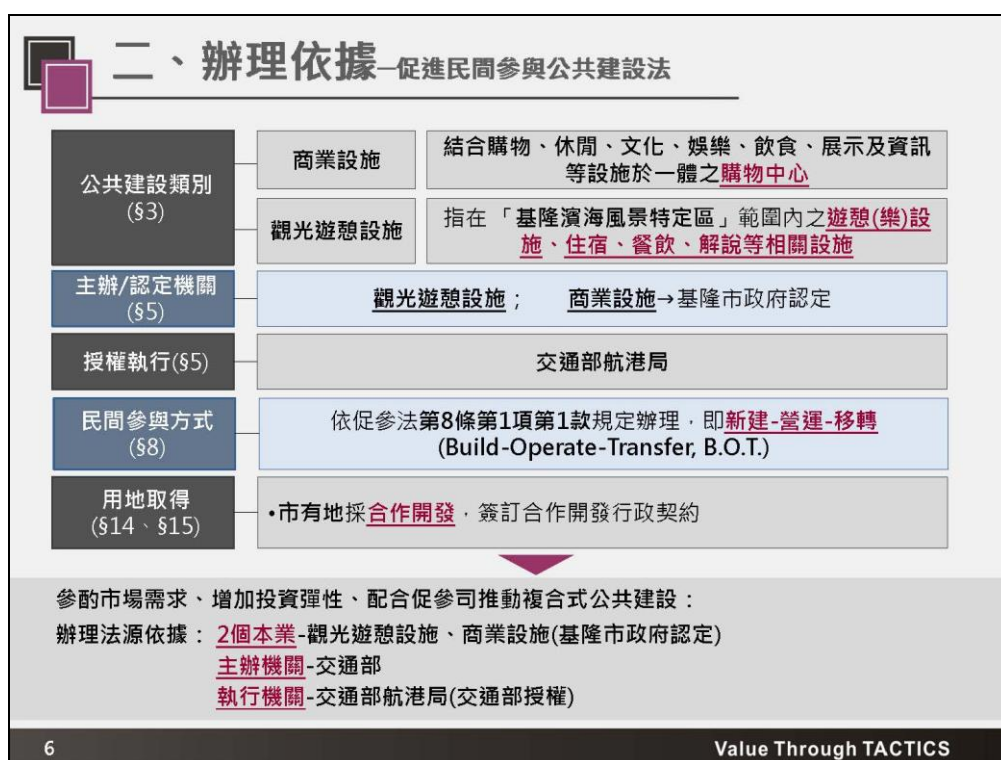 二、辦理依據—促進民間參與公共建設法
公共建設類別
(§3)
商業設施
結合購物、休閒、文化、娛樂、飲食、展示及資訊
等設施於一體之購物中心
觀光遊憩設施
指在「基隆濱海風景特定區」範圍內之遊憩(樂)設
施、住宿、餐飲、解說等相關設施
主辦/認定機關
(§5)
觀光遊憩設施； 商業設施→基隆市政府認定
授權執行(§5)
交通部航港局
民間參與方式
(§8)
依促參法第8條第1項第1款規定辦理，即新建-營運-移轉
(Build-Operate-Transfer, B.O.T.)
用地取得
(§14、§15)
•市有地採合作開發，簽訂合作開發行政契約
參酌市場需求、增加投資彈性、配合促參司推動複合式公共建設：
辦理法源依據：2個本業-觀光遊憩設施、商業設施(基隆市政府認定)
主辦機關-交通部
執行機關-交通部航港局(交通部授權)
6
Value Through TACTICS